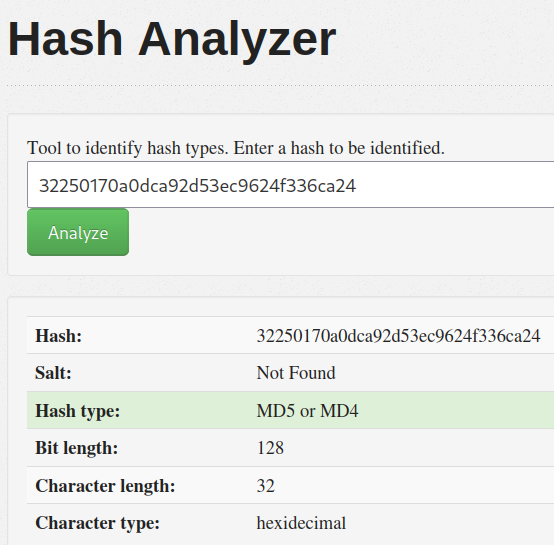 Hash Analyzer
Tool to identify hash types. Enter a hash to be identified.
32250170a0dca92d53ec9624f336ca24
Analyze
Hash: 32250170a0dca92d53ec9624f336ca24
Salt: Not Found
Hash type: MD5 or MD4
Bit length: 128
Character length: 32
Character type: hexidecimal